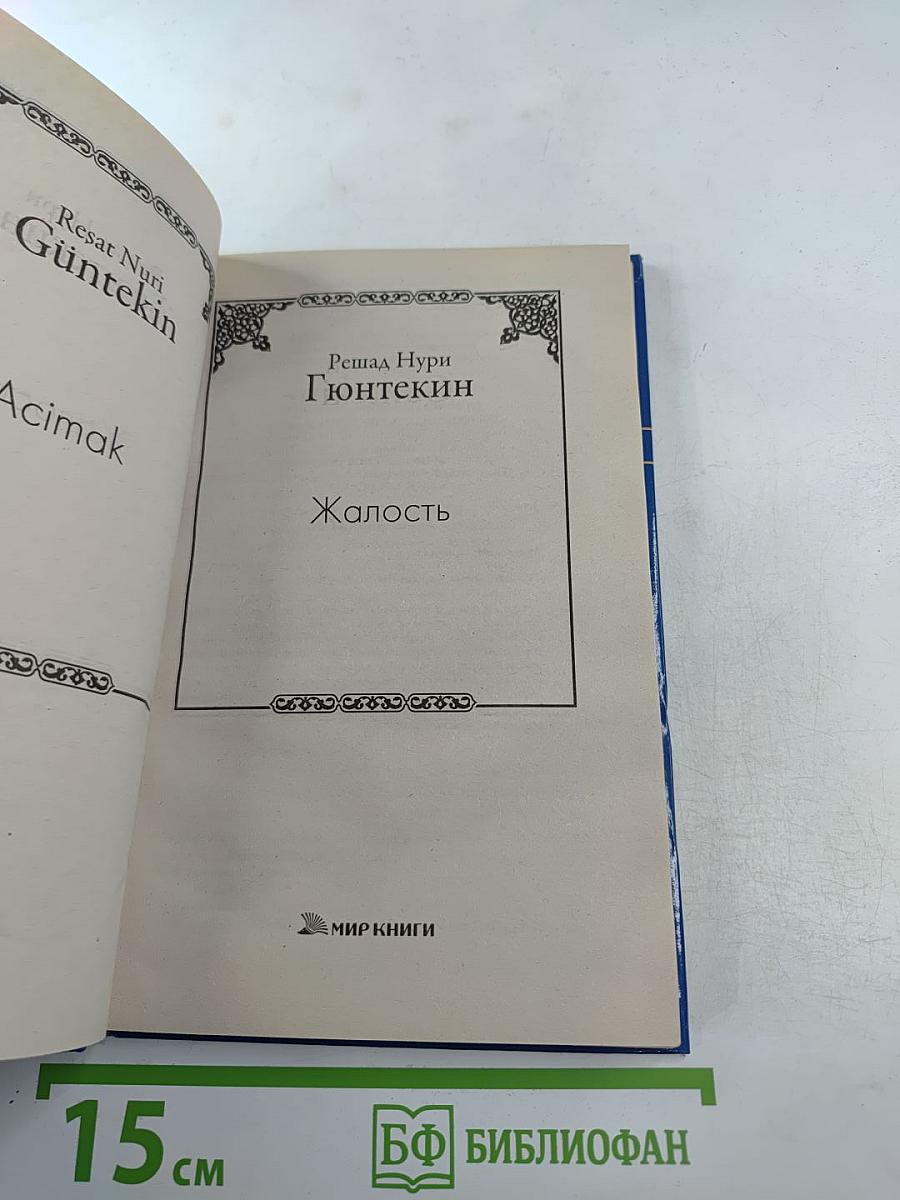 Reşat Nuri
Güntekin
Acimak
Решад Нури
Гюнтекин
Жалость
МИР КНИГИ
15 см
БФ БИБЛИОФАН